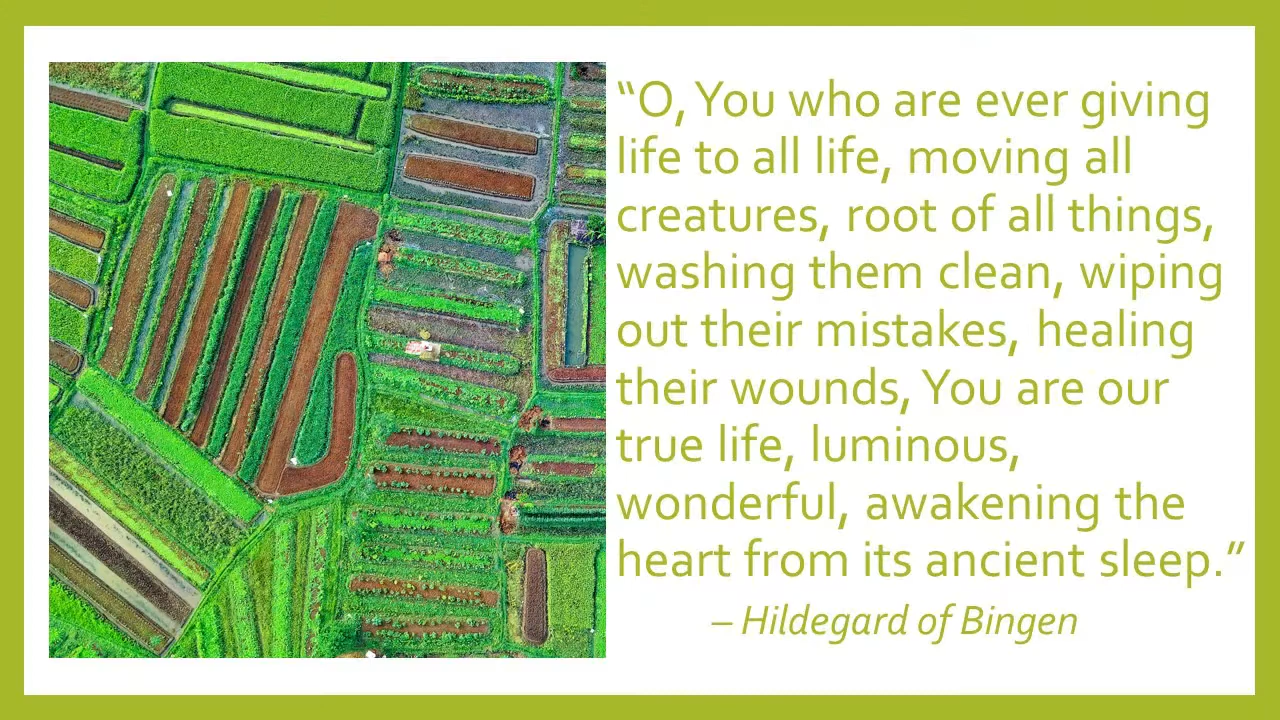 “O, You who are ever giving
life to all life, moving all
creatures, root of all things,
washing them clean, wiping
out their mistakes, healing
their wounds, You are our
true life, luminous,
wonderful, awakening the
heart from its ancient sleep.”
– Hildegard of Bingen